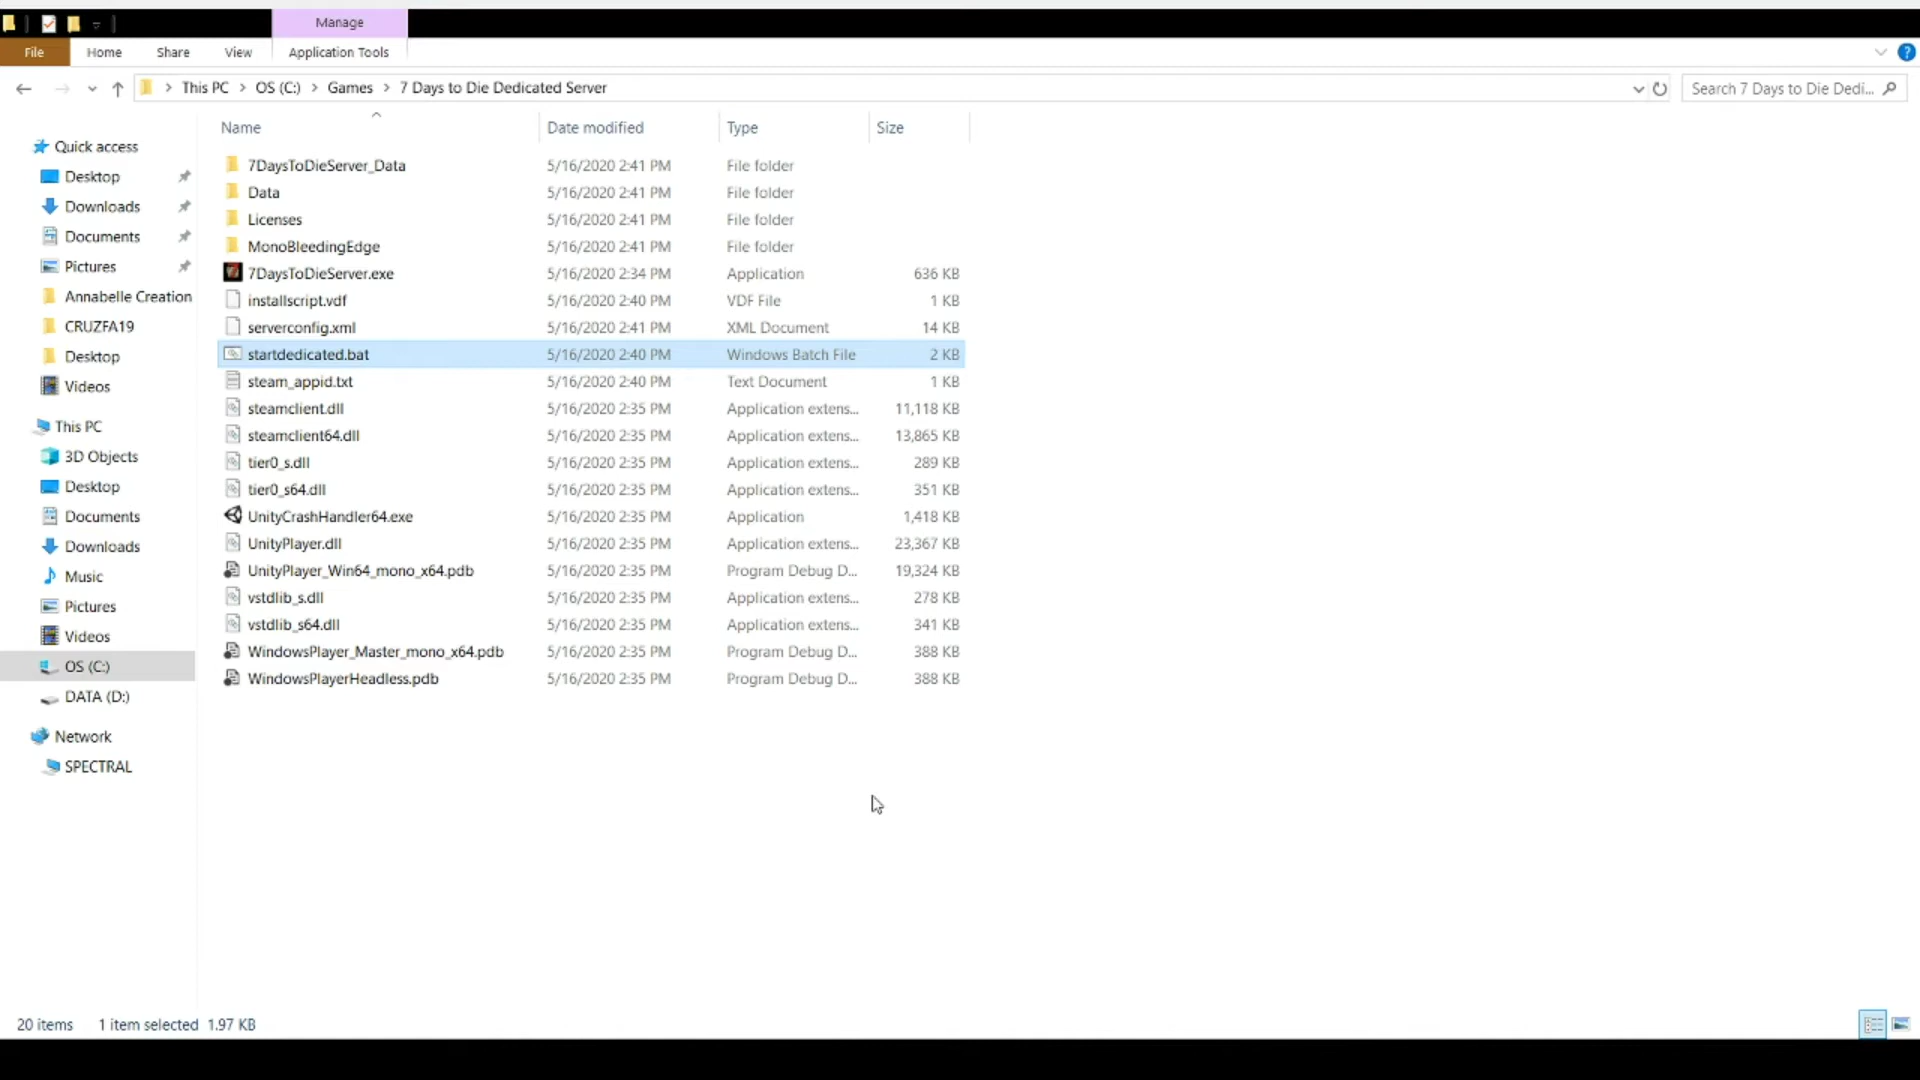 Manage
File Home Share View Application Tools
This PC OS (C:) Games 7 Days to Die Dedicated Server Search 7 Days to Die Dedi...
Name Date modified Type Size
Quick access
Desktop
Downloads
Documents
Pictures
Annabelle Creation
CRUZFA19
Desktop
Videos
This PC
3D Objects
Desktop
Documents
Downloads
Music
Pictures
Videos
OS (C:)
DATA (D:)
Network
SPECTRAL
7DaysToDieServer_Data 5/16/2020 2:41 PM File folder
Data 5/16/2020 2:41 PM File folder
Licenses 5/16/2020 2:41 PM File folder
MonoBleedingEdge 5/16/2020 2:41 PM File folder
7DaysToDieServer.exe 5/16/2020 2:34 PM Application 636 KB
installscript.vdf 5/16/2020 2:40 PM VDF File 1 KB
serverconfig.xml 5/16/2020 2:41 PM XML Document 14 KB
startdedicated.bat 5/16/2020 2:40 PM Windows Batch File 2 KB
steam_appid.txt 5/16/2020 2:40 PM Text Document 1 KB
steamclient.dll 5/16/2020 2:35 PM Application extens... 11,118 KB
steamclient64.dll 5/16/2020 2:35 PM Application extens... 13,865 KB
tier0_s.dll 5/16/2020 2:35 PM Application extens... 289 KB
tier0_s64.dll 5/16/2020 2:35 PM Application extens... 351 KB
UnityCrashHandler64.exe 5/16/2020 2:35 PM Application 1,418 KB
UnityPlayer.dll 5/16/2020 2:35 PM Application extens... 23,367 KB
UnityPlayer_Win64_mono_x64.pdb 5/16/2020 2:35 PM Program Debug D... 19,324 KB
vstdlib_s.dll 5/16/2020 2:35 PM Application extens... 278 KB
vstdlib_s64.dll 5/16/2020 2:35 PM Application extens... 341 KB
WindowsPlayer_Master_mono_x64.pdb 5/16/2020 2:35 PM Program Debug D... 388 KB
WindowsPlayerHeadless.pdb 5/16/2020 2:35 PM Program Debug D... 388 KB
20 items 1 item selected 1.97 KB